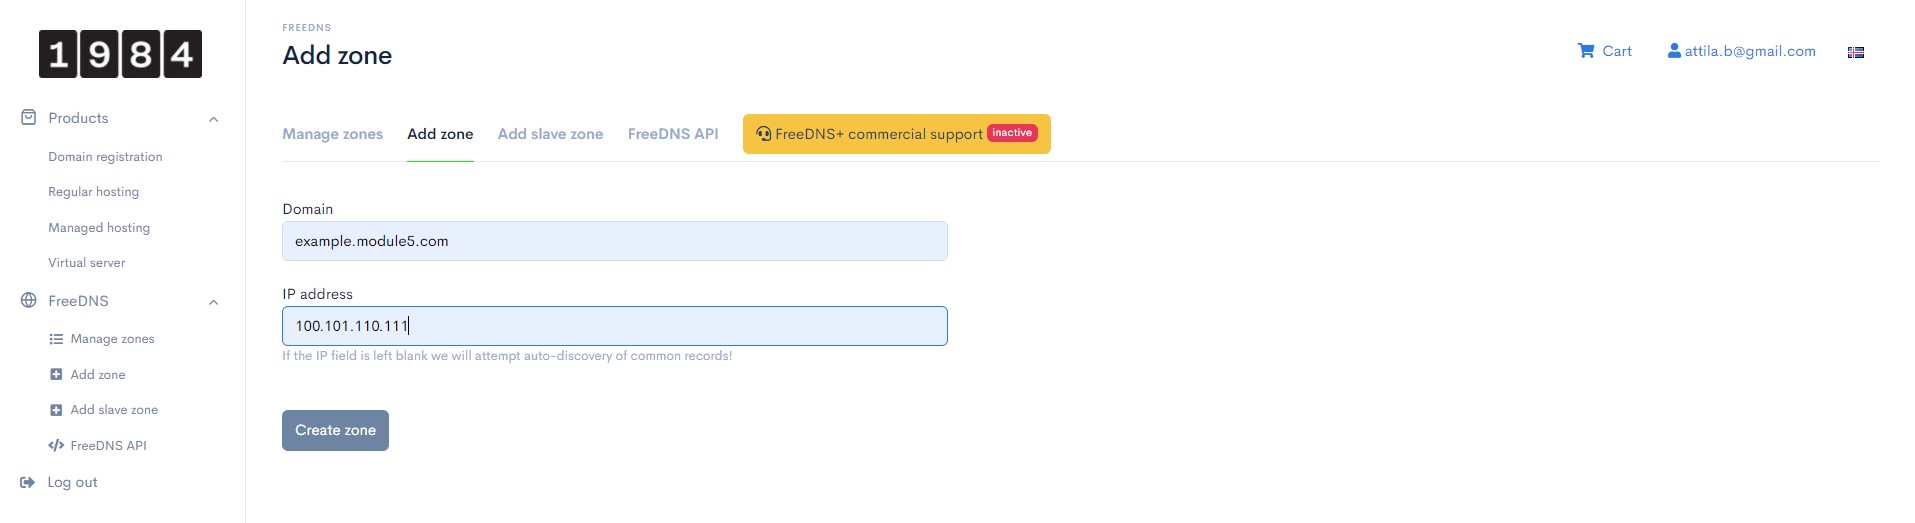 1984
FREEDNS
Add zone
Cart
attila.b@gmail.com
Products
Domain registration
Regular hosting
Managed hosting
Virtual server
FreeDNS
Manage zones
Add zone
Add slave zone
FreeDNS API
Log out
Manage zones Add zone Add slave zone FreeDNS API FreeDNS+ commercial support inactive
Domain
example.module5.com
IP address
100.101.110.111
If the IP field is left blank we will attempt auto-discovery of common records!
Create zone